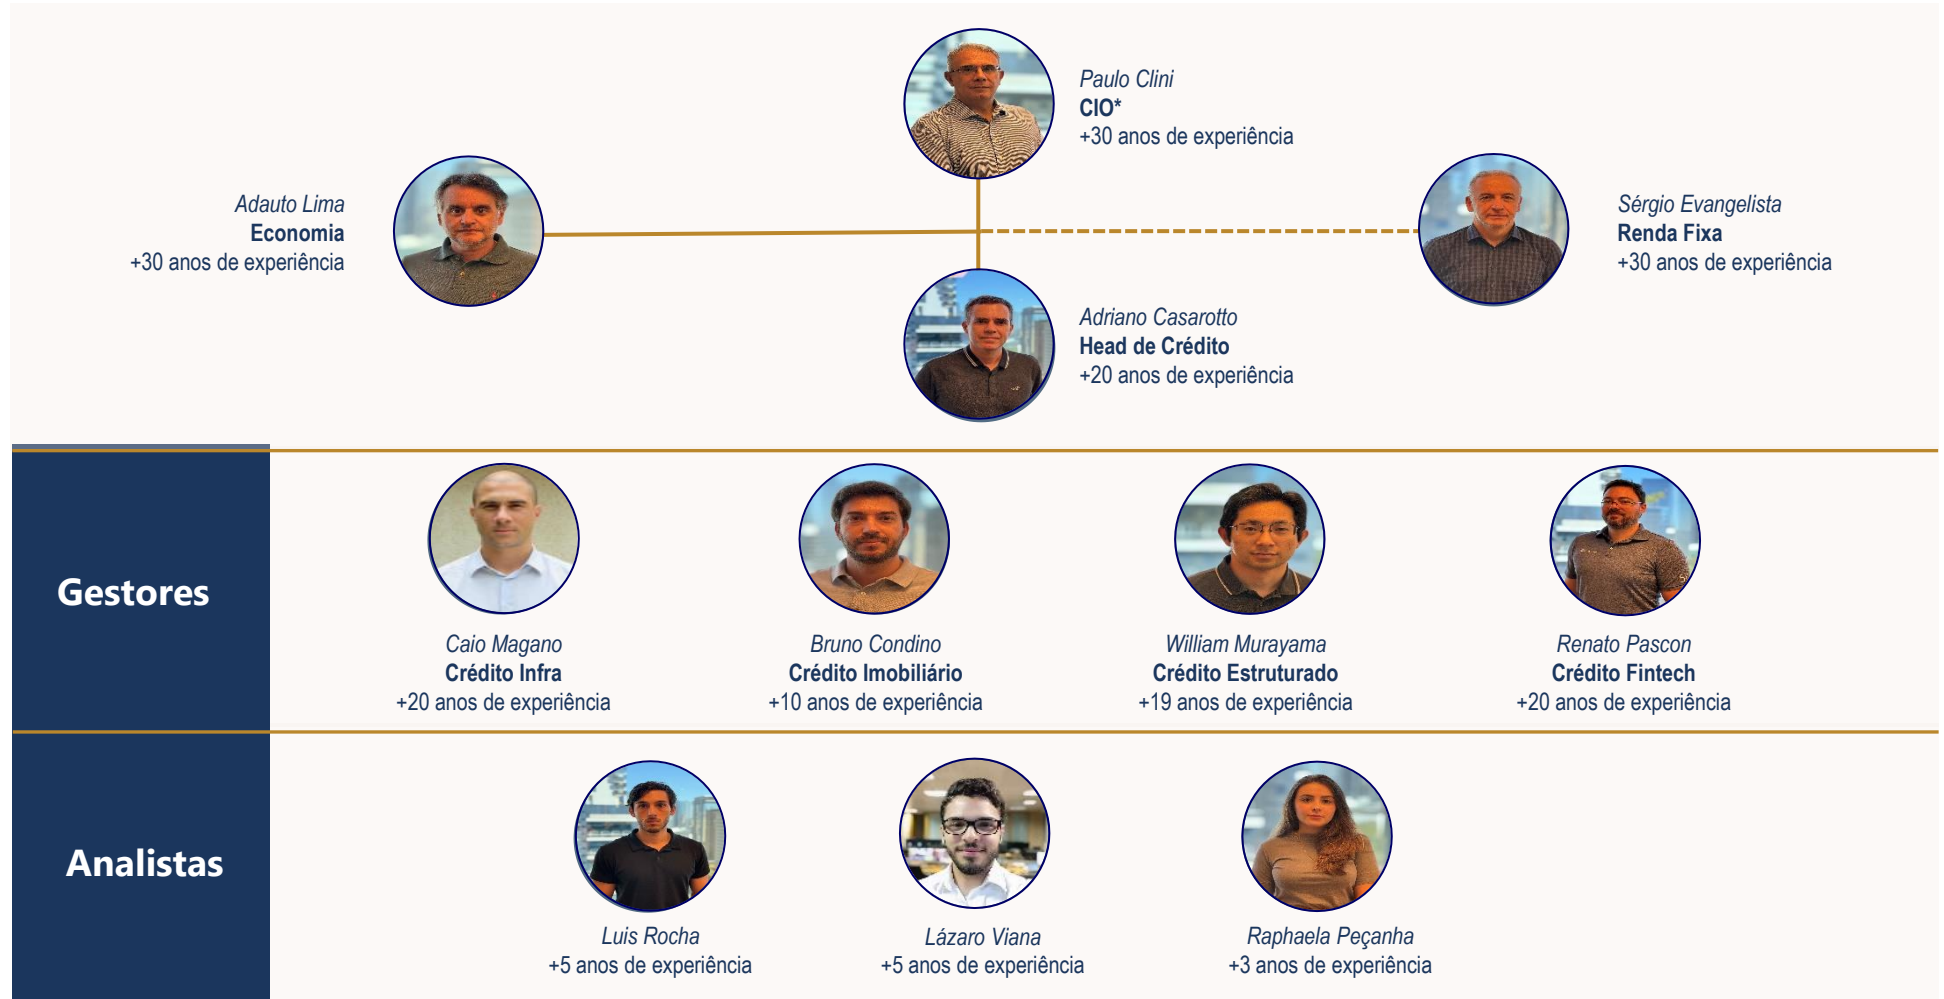 Paulo Clini
CIO*
+30 anos de experiência
Adauto Lima
Economia
+30 anos de experiência
Sérgio Evangelista
Renda Fixa
+30 anos de experiência
Adriano Casarotto
Head de Crédito
+20 anos de experiência
Gestores
Caio Magano
Crédito Infra
+20 anos de experiência
Bruno Condino
Crédito Imobiliário
+10 anos de experiência
William Murayama
Crédito Estruturado
+19 anos de experiência
Renato Pascon
Crédito Fintech
+20 anos de experiência
Analistas
Luis Rocha
+5 anos de experiência
Lázaro Viana
+5 anos de experiência
Raphaela Peçanha
+3 anos de experiência